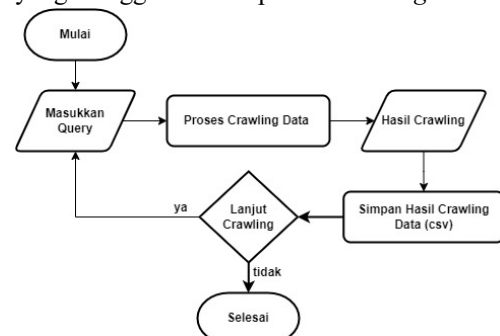 Mulai
Masukkan
Query
Proses Crawling Data
Hasil Crawling
Simpan Hasil Crawling
Data (csv)
Lanjut
Crawling
ya
tidak
Selesai